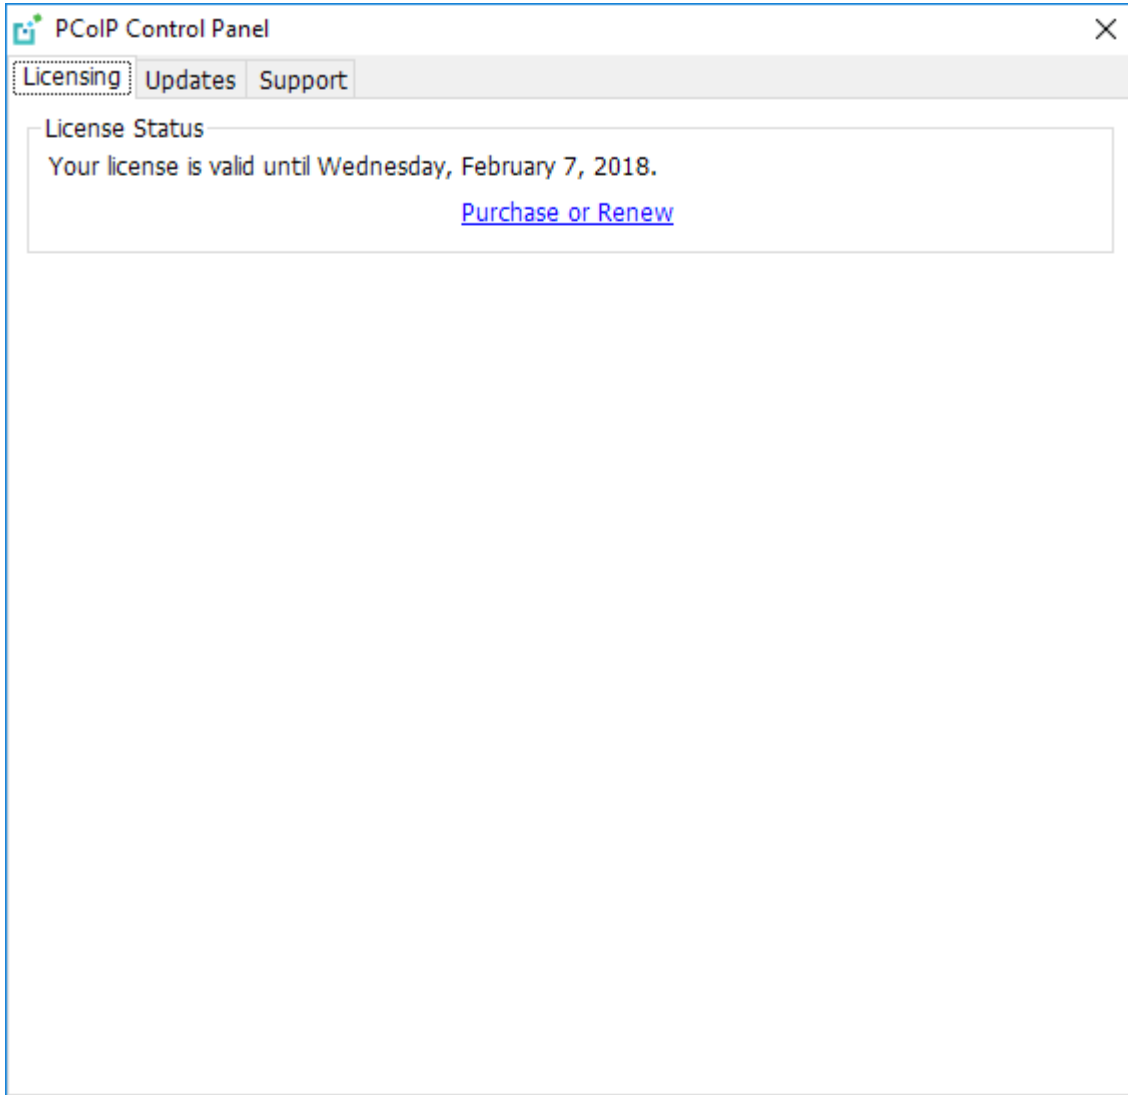 PCoIP Control Panel
Licensing Updates Support
License Status
Your license is valid until Wednesday, February 7, 2018.
Purchase or Renew